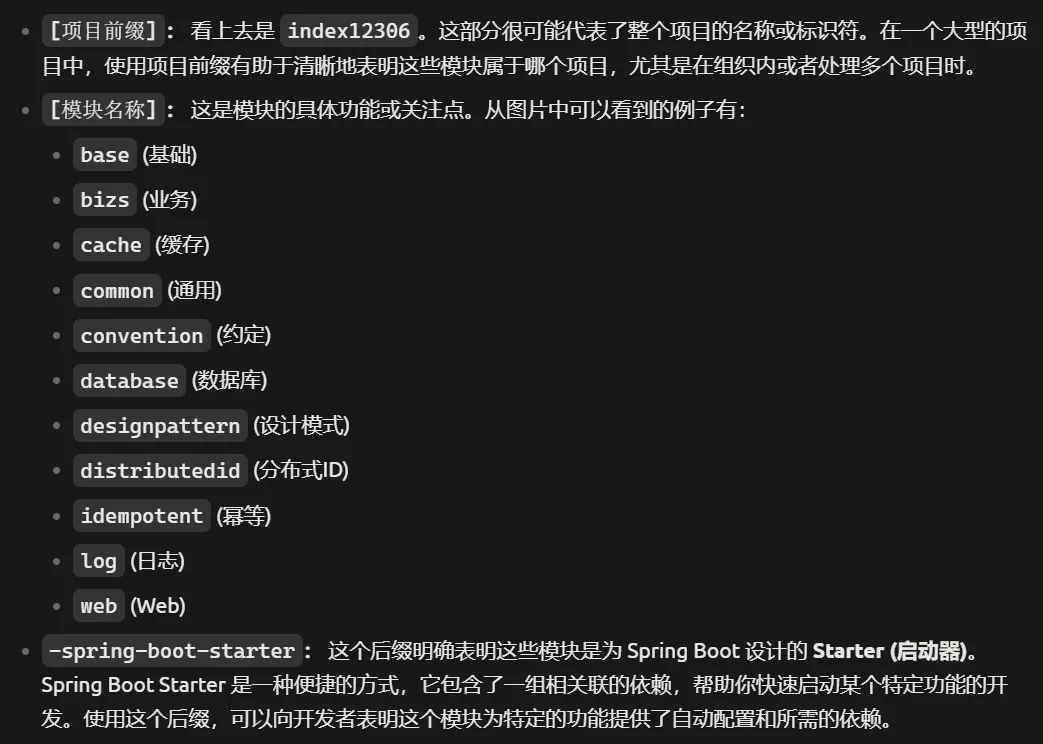 [项目前缀]： 看上去是 index12306。这部分很可能代表了整个项目的名称或标识符。在一个大型的项
目中，使用项目前缀有助于清晰地表明这些模块属于哪个项目，尤其是在组织内或者处理多个项目时。
[模块名称]： 这是模块的具体功能或关注点。从图片中可以看到的例子有：
base (基础)
bizs (业务)
cache (缓存)
common (通用)
convention (约定)
database (数据库)
designpattern (设计模式)
distributedid (分布式ID)
idempotent (幂等)
log (日志)
web (Web)
-spring-boot-starter： 这个后缀明确表明这些模块是为 Spring Boot 设计的 Starter (启动器)。
Spring Boot Starter 是一种便捷的方式，它包含了一组相关联的依赖，帮助你快速启动某个特定功能的开
发。使用这个后缀，可以向开发者表明这个模块为特定的功能提供了自动配置和所需的依赖。